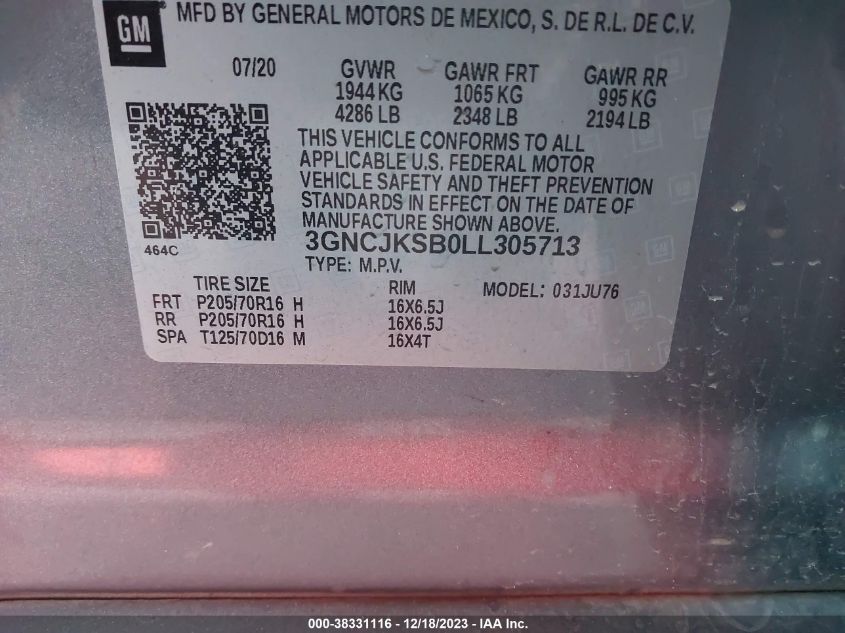 GM
MFD BY GENERAL MOTORS DE MEXICO, S. DE R.L. DE C.V.
07/20 GVWR GAWR FRT GAWR RR
1944 KG 1065 KG 995 KG
4286 LB 2348 LB 2194 LB
THIS VEHICLE CONFORMS TO ALL
APPLICABLE U.S. FEDERAL MOTOR
VEHICLE SAFETY AND THEFT PREVENTION
STANDARDS IN EFFECT ON THE DATE OF
MANUFACTURE SHOWN ABOVE.
464C 3GNCJKSB0LL305713
TYPE: M.P.V.
TIRE SIZE RIM MODEL: 031JU76
FRT P205/70R16 H 16X6.5J
RR P205/70R16 H 16X6.5J
SPA T125/70D16 M 16X4T
000-38331116 - 12/18/2023 - IAA Inc.